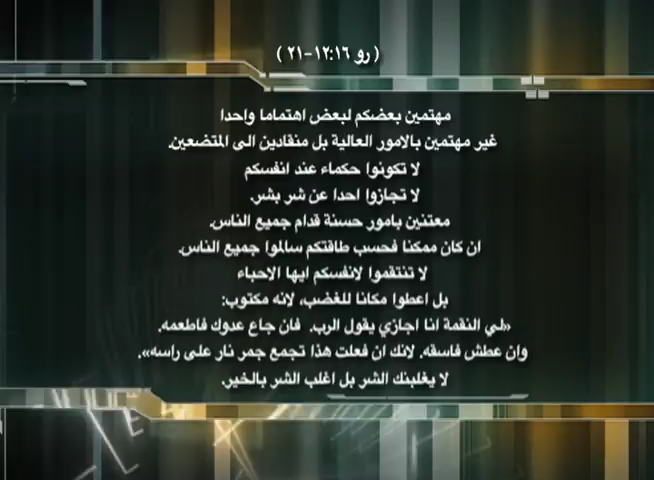 ( رو ١٢:١٦-٢١ )
مهتمين بعضكم لبعض اهتماما واحدا
غير مهتمين بالامور العالية بل منقادين الى المتضعين.
لا تكونوا حكماء عند انفسكم
لا تجازوا احدا عن شر بشر.
معتنين بامور حسنة قدام جميع الناس.
ان كان ممكنا فحسب طاقتكم سالموا جميع الناس.
لا تنتقموا لانفسكم ايها الاحباء
بل اعطوا مكانا للغضب، لانه مكتوب:
«لي النقمة انا اجازي يقول الرب. فان جاع عدوك فاطعمه.
وان عطش فاسقه. لانك ان فعلت هذا تجمع جمر نار على راسه».
لا يغلبنك الشر بل اغلب الشر بالخير.